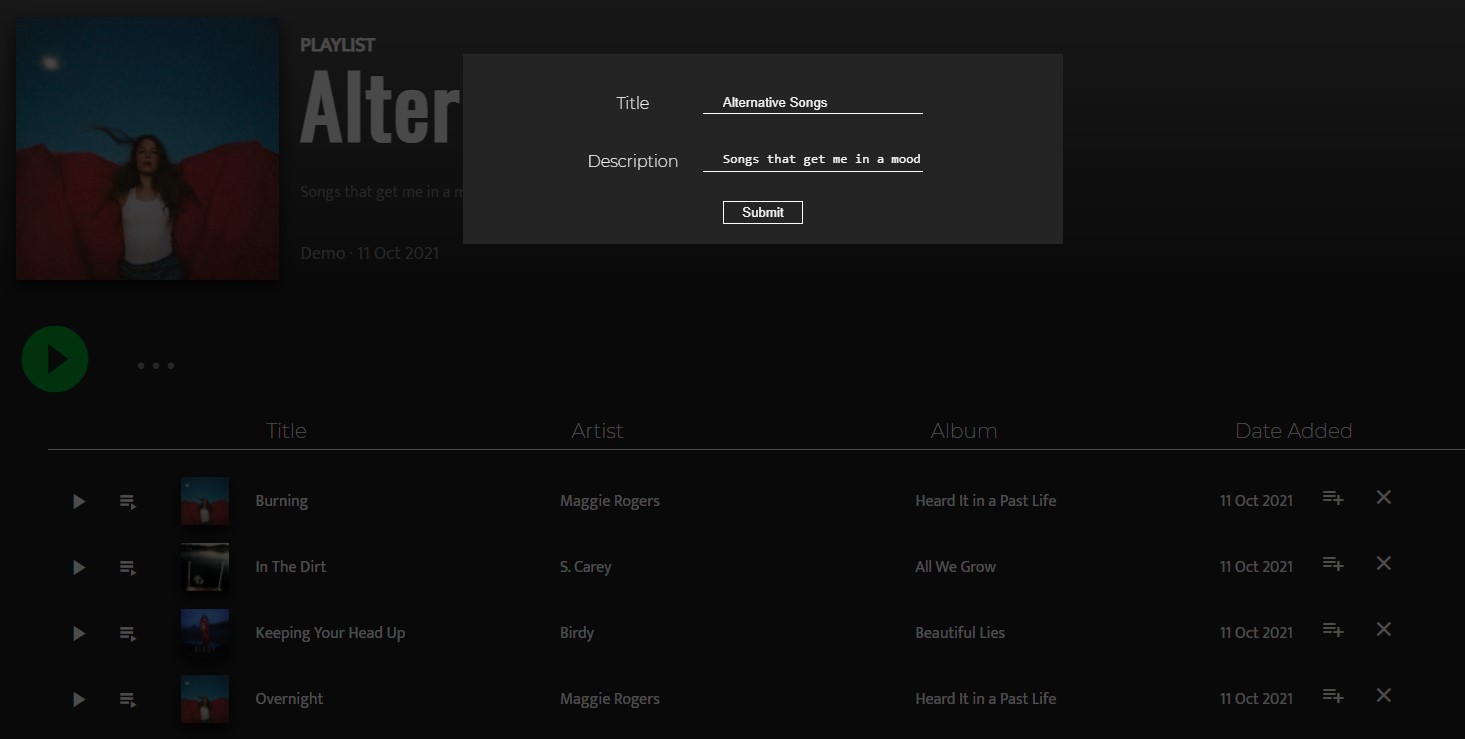 PLAYLIST
Alter
Songs that get me in a m
Demo · 11 Oct 2021
Title Alternative Songs
Description Songs that get me in a mood
Submit
Title Artist Album Date Added
Burning Maggie Rogers Heard It in a Past Life 11 Oct 2021
In The Dirt S. Carey All We Grow 11 Oct 2021
Keeping Your Head Up Birdy Beautiful Lies 11 Oct 2021
Overnight Maggie Rogers Heard It in a Past Life 11 Oct 2021